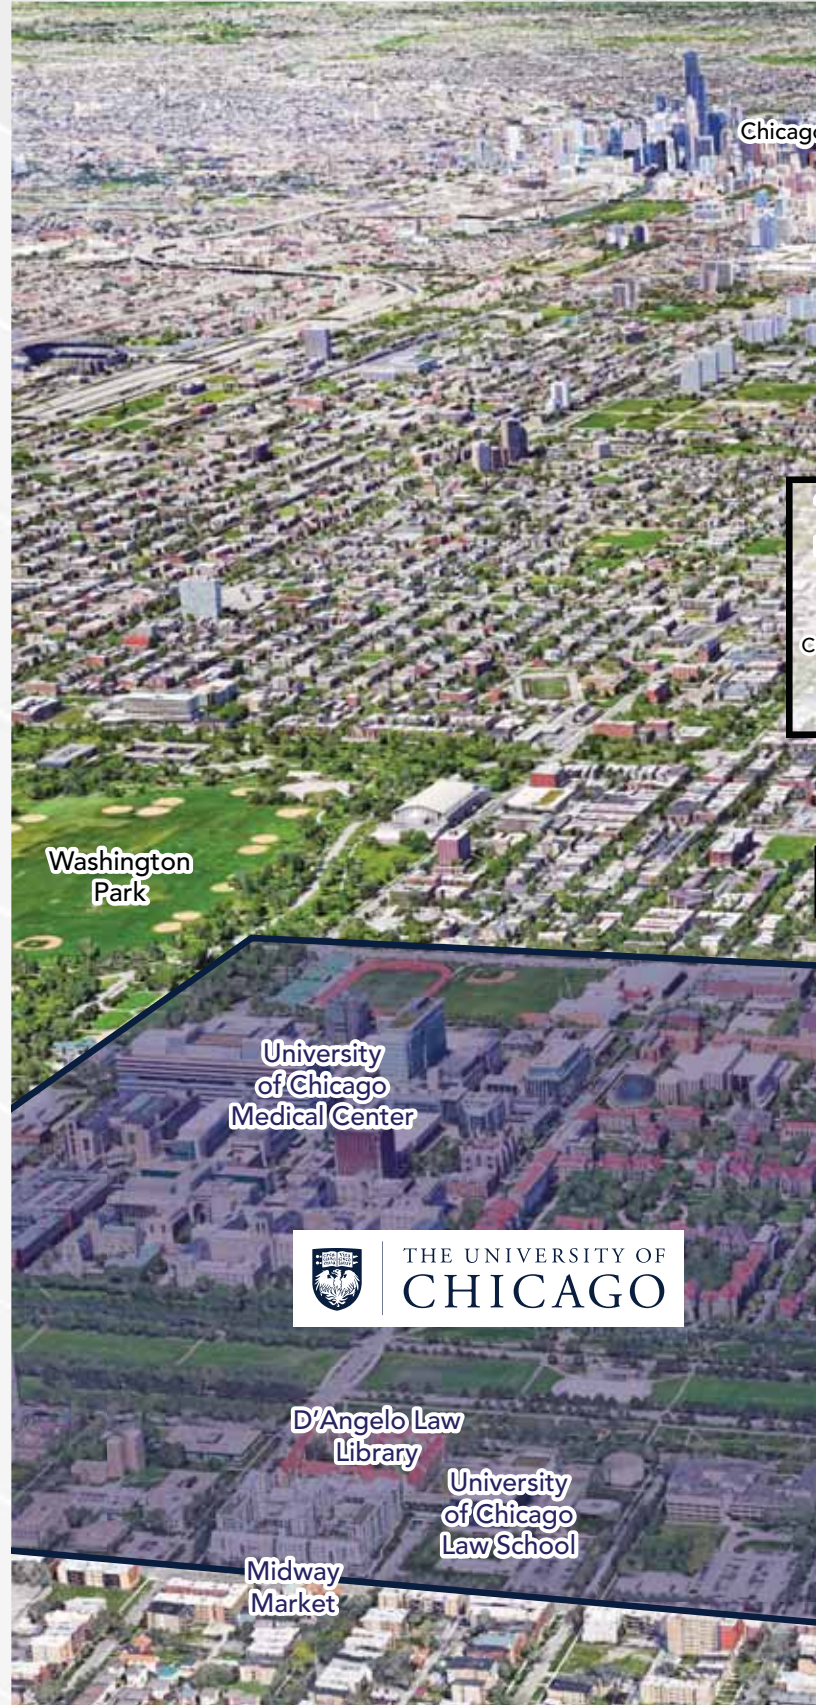 Chicago
Washington
Park
University
of Chicago
Medical Center
THE UNIVERSITY OF
CHICAGO
D'Angelo Law
Library
University
of Chicago
Law School
Midway
Market